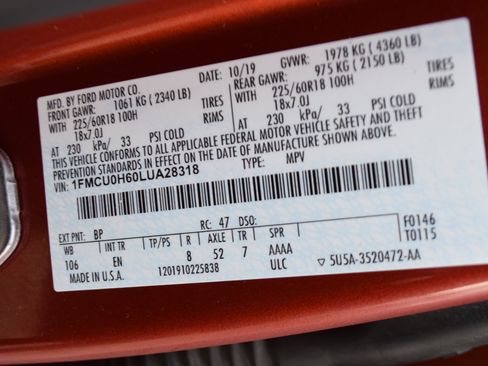 MFD. BY FORD MOTOR CO.
DATE: 10/19 GVWR: 1978 KG ( 4360 LB)
FRONT GAWR: 1061 KG ( 2340 LB) REAR GAWR: 975 KG ( 2150 LB)
WITH 225/60R18 100H TIRES WITH 225/60R18 100H TIRES
18x7.0J RIMS 18x7.0J RIMS
AT 230 kPa/ 33 PSI COLD AT 230 kPa/ 33 PSI COLD
THIS VEHICLE CONFORMS TO ALL APPLICABLE FEDERAL MOTOR VEHICLE SAFETY AND THEFT
PREVENTION STANDARDS IN EFFECT ON THE DATE OF MANUFACTURE SHOWN ABOVE.
VIN: 1FMCU0H60LUA28318 TYPE: MPV
EXT PNT: BP RC: 47 DSO: F0146
WB INT TR TP/PS R AXLE TR SPR T0115
106 EN 8 52 7 AAAA
MADE IN U.S.A. 1201910225838 ULC ▽ 5U5A-3520472-AA